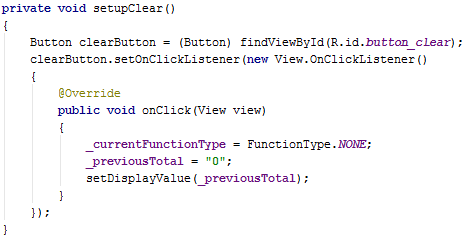 private void setupClear()
{
    Button clearButton = (Button) findViewById(R.id.button_clear);
    clearButton.setOnClickListener(new View.OnClickListener()
    {
        @Override
        public void onClick(View view)
        {
            _currentFunctionType = FunctionType.NONE;
            _previousTotal = "0";
            setDisplayValue(_previousTotal);
        }
    });
}